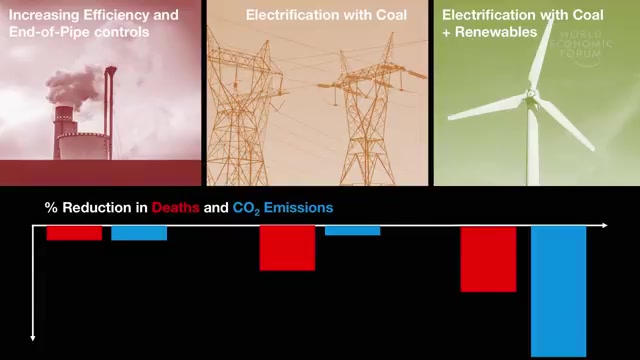 Increasing Efficiency and
End-of-Pipe controls
Electrification with Coal
Electrification with Coal
+ Renewables
WORLD
ECONOMIC
FORUM
% Reduction in Deaths and CO₂ Emissions